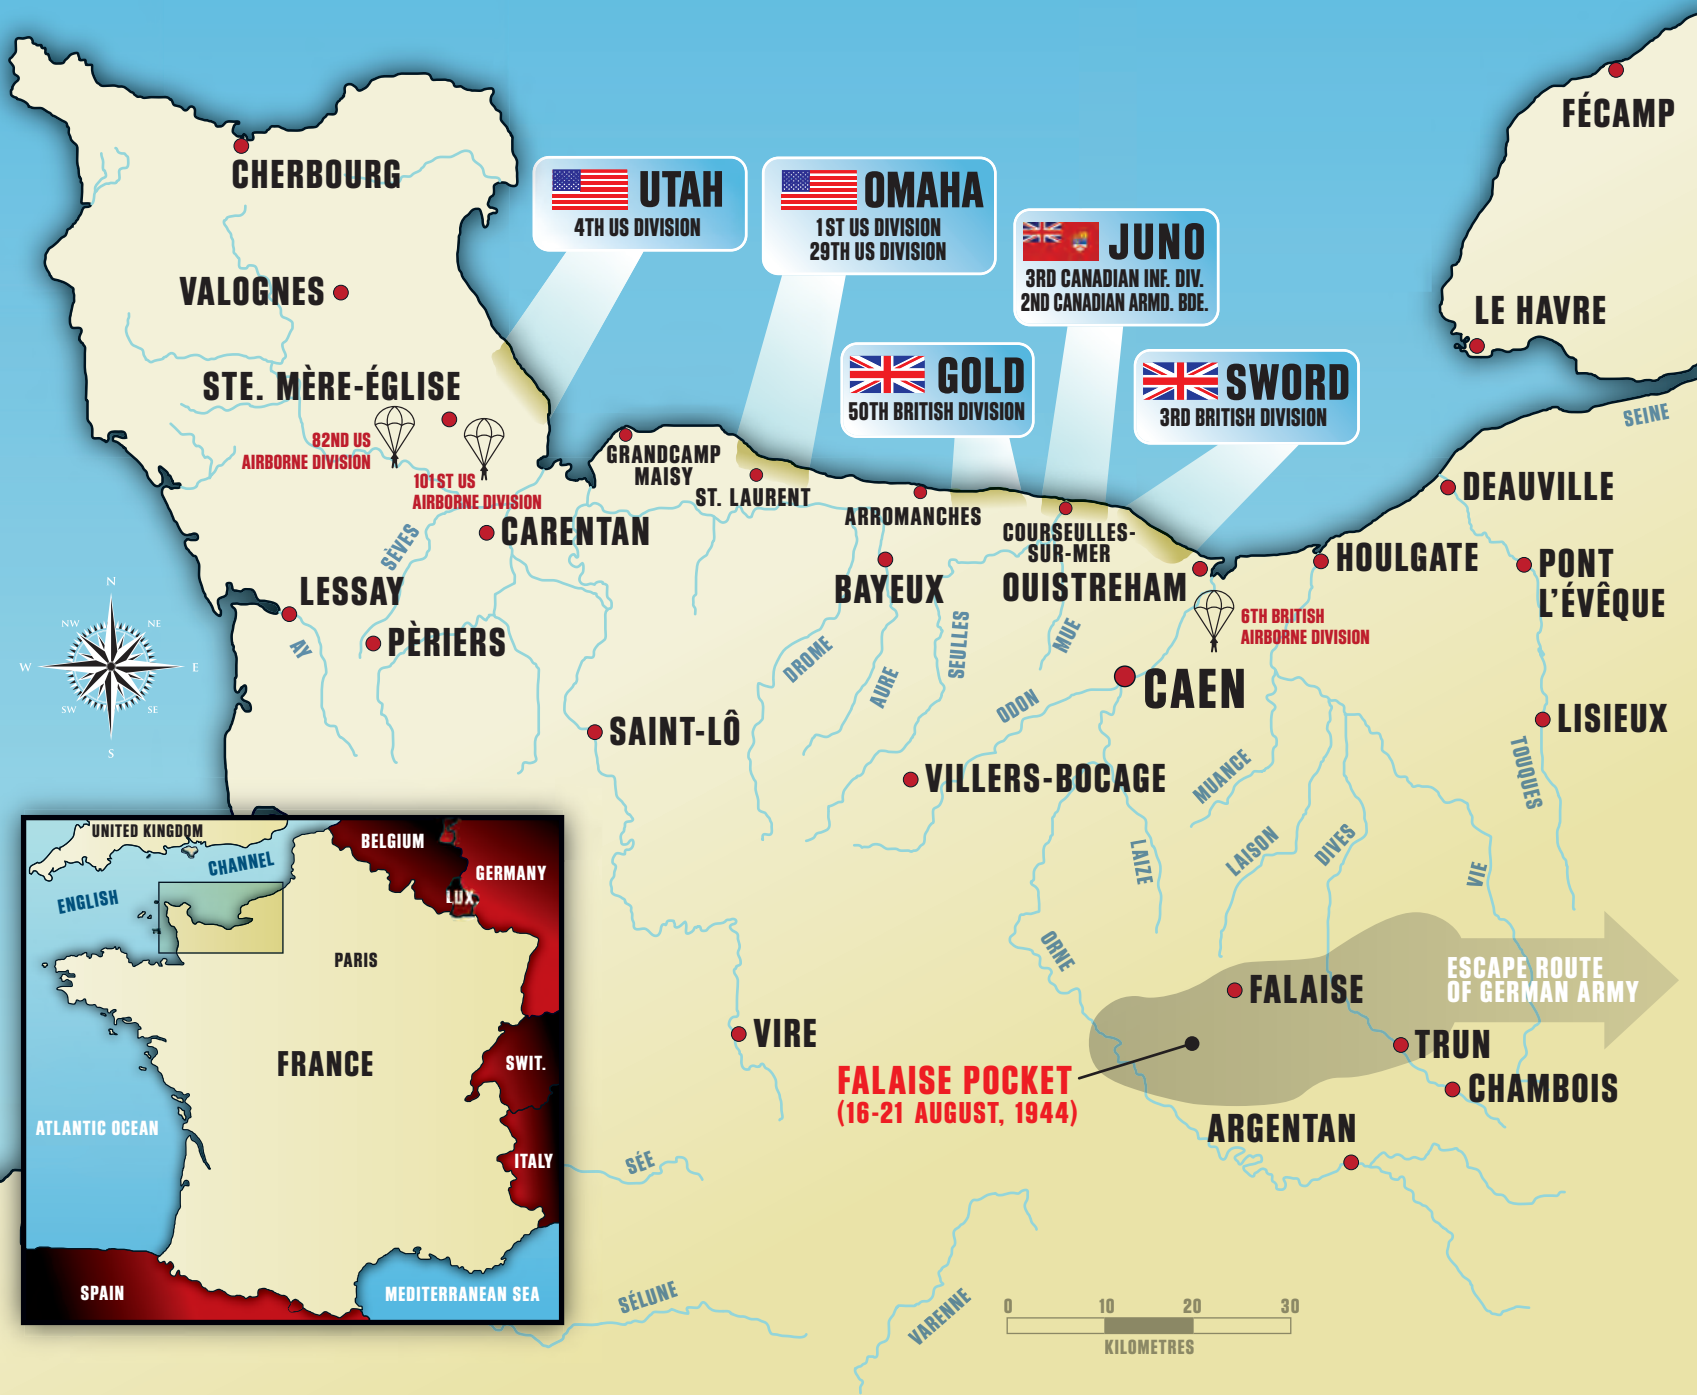 FÉCAMP
CHERBOURG
UTAH
4TH US DIVISION
OMAHA
1ST US DIVISION
29TH US DIVISION
JUNO
3RD CANADIAN INF. DIV.
2ND CANADIAN ARMD. BDE.
VALOGNES
LE HAVRE
GOLD
50TH BRITISH DIVISION
SWORD
3RD BRITISH DIVISION
STE. MÈRE-ÉGLISE
SEINE
82ND US
AIRBORNE DIVISION
101ST US
AIRBORNE DIVISION
GRANDCAMP
MAISY
ST. LAURENT
ARROMANCHES
COURSEULLES-
SUR-MER
DEAUVILLE
CARENTAN
SÈVES
HOULGATE
PONT
L'ÉVÊQUE
BAYEUX
OUISTREHAM
LESSAY
6TH BRITISH
AIRBORNE DIVISION
N
NE
E
SE
S
SW
W
NW
AY
PÈRIERS
DROME
AURE
SEULLES
MUE
ODON
CAEN
SAINT-LÔ
LISIEUX
VILLERS-BOCAGE
MUANCE
TOUQUES
LAIZE
LAISON
DIVES
VIE
ORNE
ESCAPE ROUTE
OF GERMAN ARMY
FALAISE
VIRE
TRUN
FALAISE POCKET
(16-21 AUGUST, 1944)
CHAMBOIS
ARGENTAN
SÉE
SÉLUNE
VARENNE
0 10 20 30
KILOMETRES
UNITED KINGDOM
BELGIUM
ENGLISH
CHANNEL
GERMANY
LUX.
PARIS
FRANCE
SWIT.
ATLANTIC OCEAN
ITALY
SPAIN
MEDITERRANEAN SEA